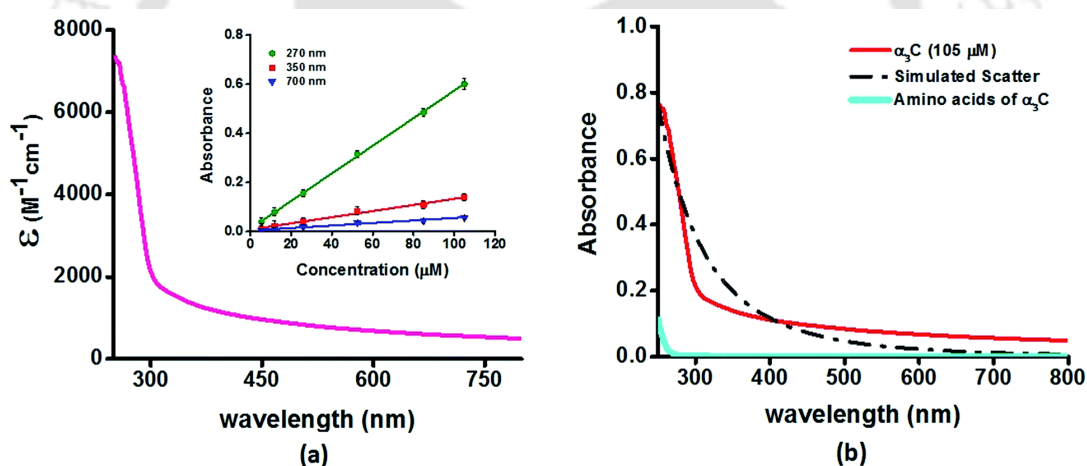 8000
6000
4000
2000
0
ε (M⁻¹cm⁻¹)
300
450
600
750
wavelength (nm)
(a)
0.8
0.6
0.4
0.2
0.0
Absorbance
270 nm
350 nm
700 nm
0
20
40
60
80
100
120
Concentration (μM)
1.0
0.8
0.6
0.4
0.2
0.0
Absorbance
α₃C (105 μM)
Simulated Scatter
Amino acids of α₃C
300
400
500
600
700
800
wavelength (nm)
(b)